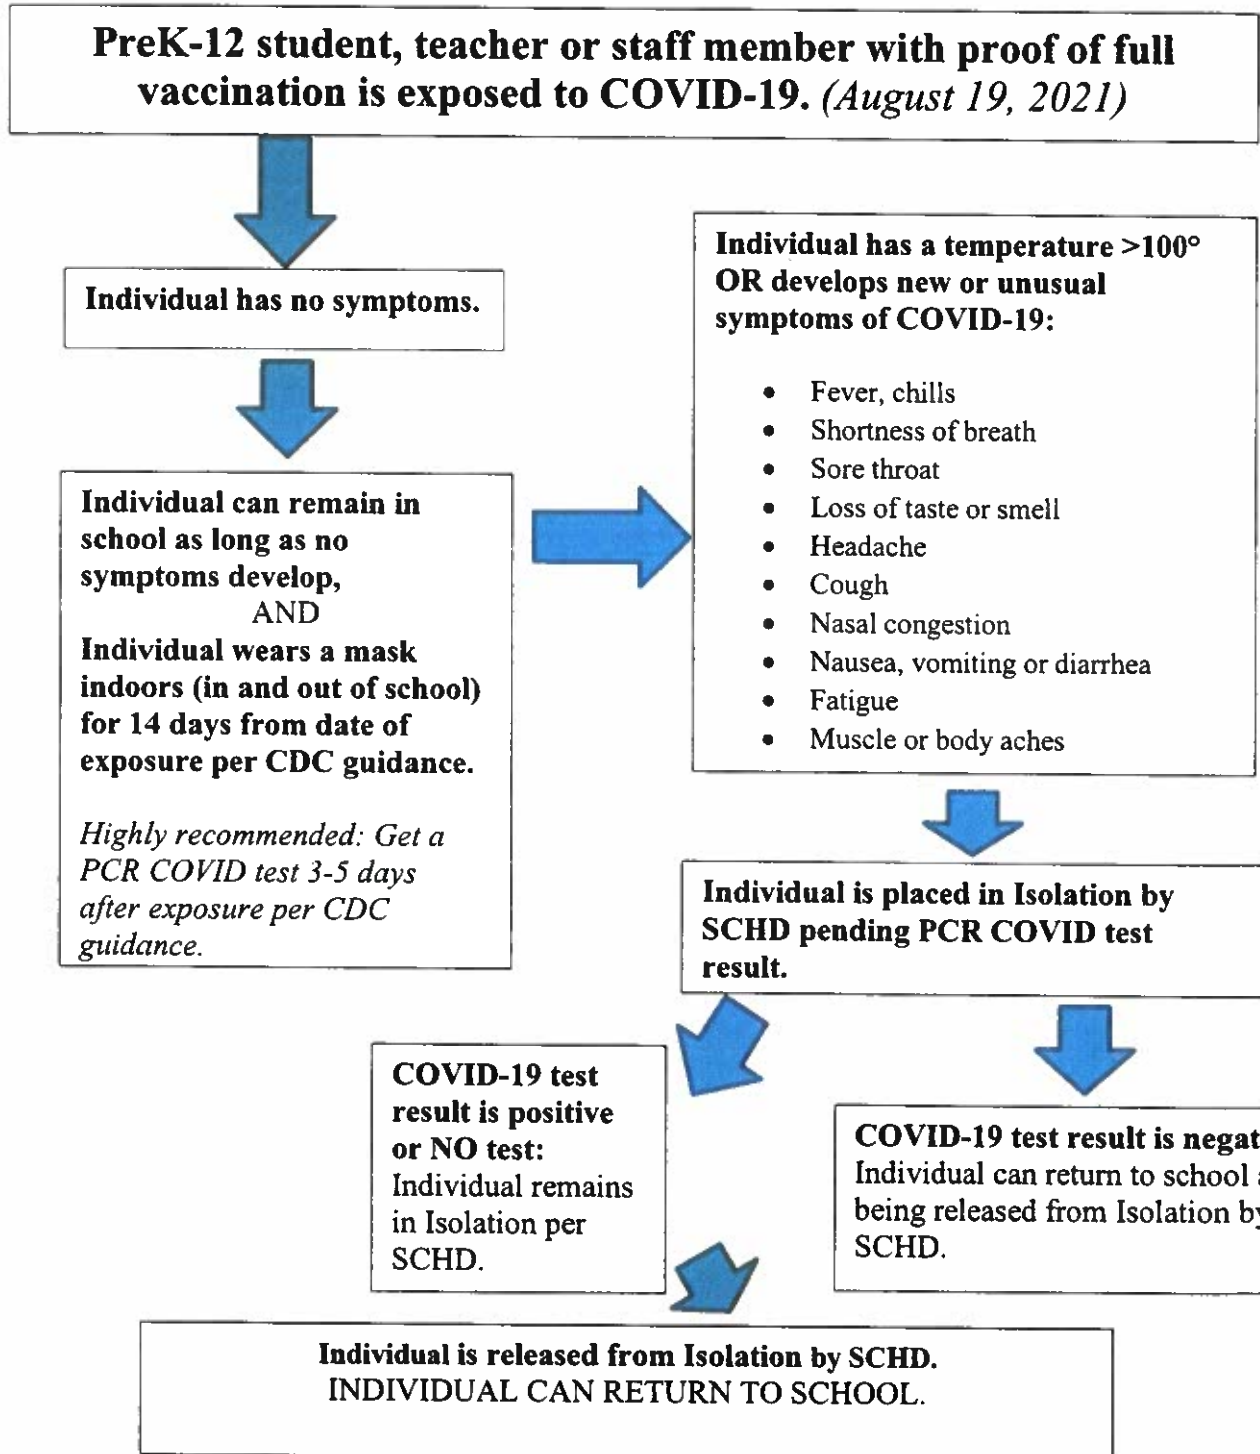 PreK-12 student, teacher or staff member with proof of full
vaccination is exposed to COVID-19. (August 19, 2021)
Individual has no symptoms.
Individual can remain in
school as long as no
symptoms develop,
AND
Individual wears a mask
indoors (in and out of school)
for 14 days from date of
exposure per CDC guidance.
Highly recommended: Get a
PCR COVID test 3-5 days
after exposure per CDC
guidance.
Individual has a temperature >100°
OR develops new or unusual
symptoms of COVID-19:
• Fever, chills
• Shortness of breath
• Sore throat
• Loss of taste or smell
• Headache
• Cough
• Nasal congestion
• Nausea, vomiting or diarrhea
• Fatigue
• Muscle or body aches
Individual is placed in Isolation by
SCHD pending PCR COVID test
result.
COVID-19 test
result is positive
or NO test:
Individual remains
in Isolation per
SCHD.
COVID-19 test result is negat
Individual can return to school
being released from Isolation by
SCHD.
Individual is released from Isolation by SCHD.
INDIVIDUAL CAN RETURN TO SCHOOL.